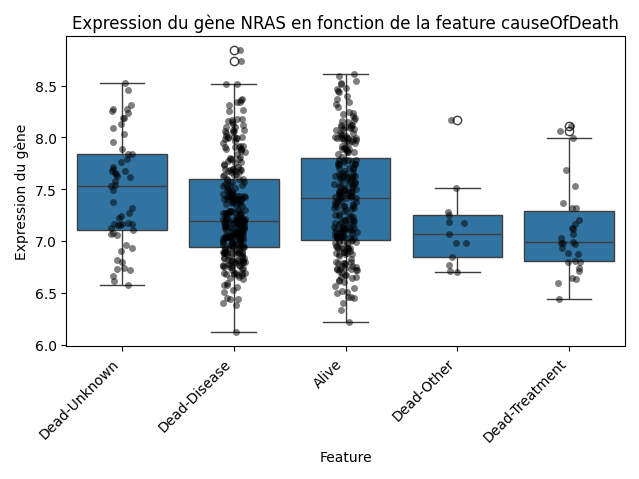 Expression du gène NRAS en fonction de la feature causeOfDeath
Expression du gène
8.5
8.0
7.5
7.0
6.5
6.0
Dead-Unknown
Dead-Disease
Alive
Dead-Other
Dead-Treatment
Feature